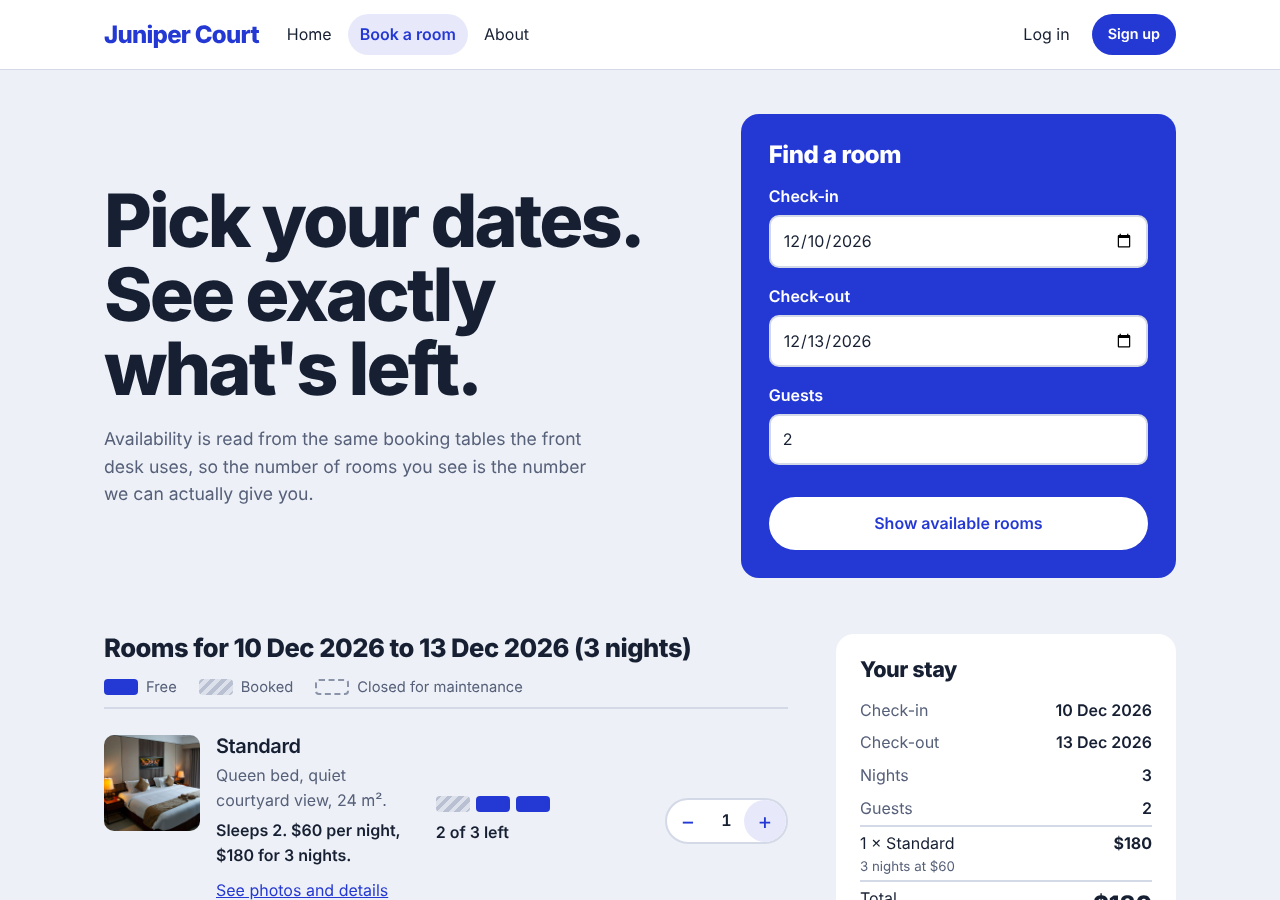 Juniper Court
Home
Book a room
About
Log in
Sign up
Pick your dates.
See exactly
what's left.
Availability is read from the same booking tables the front
desk uses, so the number of rooms you see is the number
we can actually give you.
Find a room
Check-in
12/10/2026
Check-out
12/13/2026
Guests
2
Show available rooms
Rooms for 10 Dec 2026 to 13 Dec 2026 (3 nights)
Free
Booked
Closed for maintenance
Standard
Queen bed, quiet
courtyard view, 24 m².
Sleeps 2. $60 per night,
$180 for 3 nights.
See photos and details
2 of 3 left
− 1 +
Your stay
Check-in 10 Dec 2026
Check-out 13 Dec 2026
Nights 3
Guests 2
1 × Standard $180
3 nights at $60
Total $180